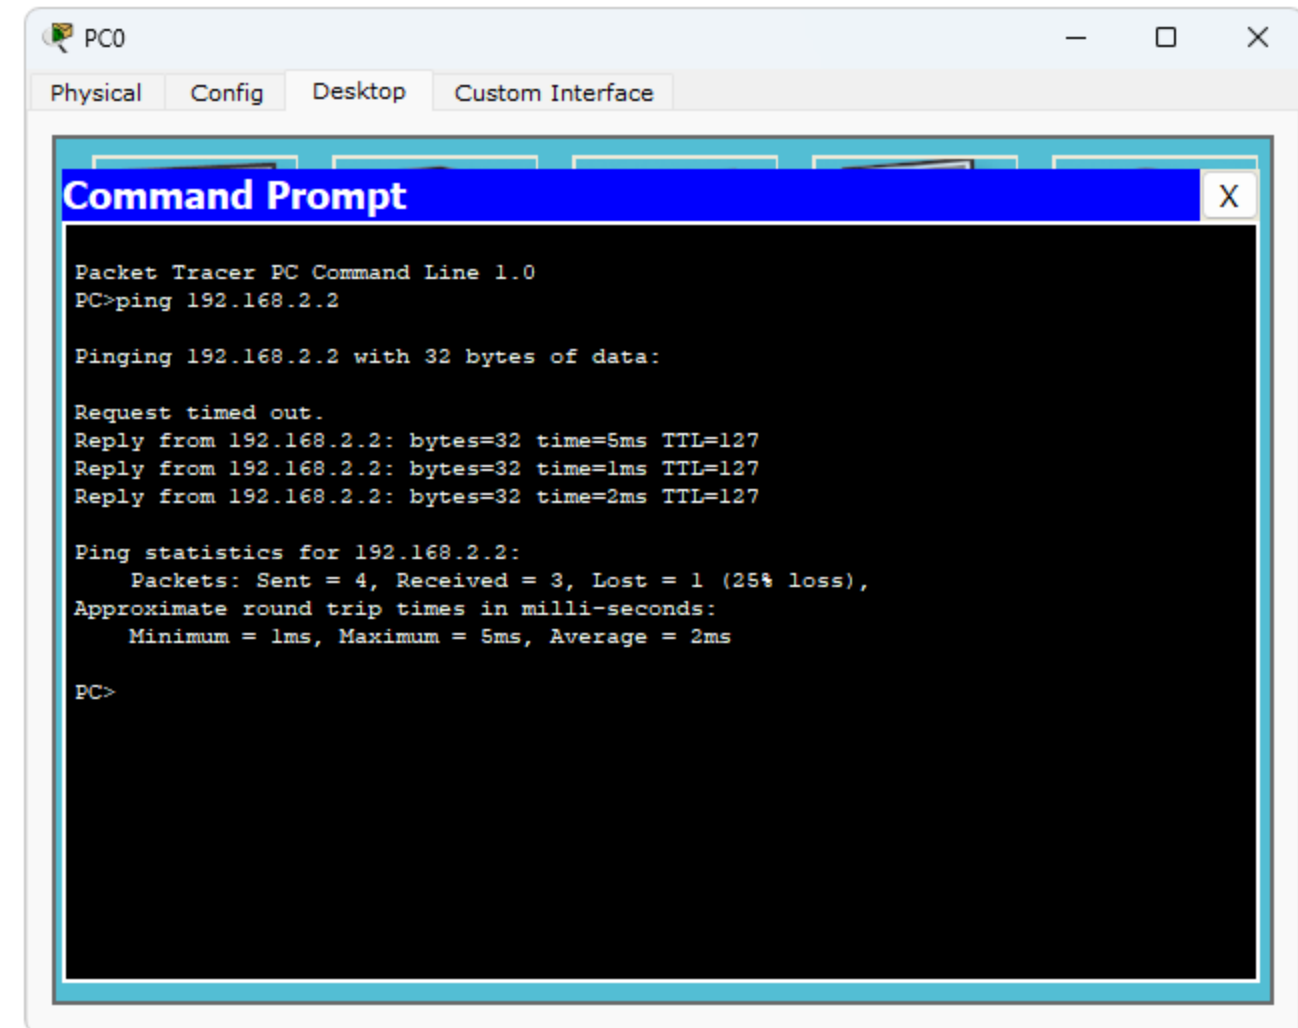 PC0
Physical Config Desktop Custom Interface
Command Prompt X
Packet Tracer PC Command Line 1.0
PC>ping 192.168.2.2
Pinging 192.168.2.2 with 32 bytes of data:
Request timed out.
Reply from 192.168.2.2: bytes=32 time=5ms TTL=127
Reply from 192.168.2.2: bytes=32 time=1ms TTL=127
Reply from 192.168.2.2: bytes=32 time=2ms TTL=127
Ping statistics for 192.168.2.2:
Packets: Sent = 4, Received = 3, Lost = 1 (25% loss),
Approximate round trip times in milli-seconds:
Minimum = 1ms, Maximum = 5ms, Average = 2ms
PC>